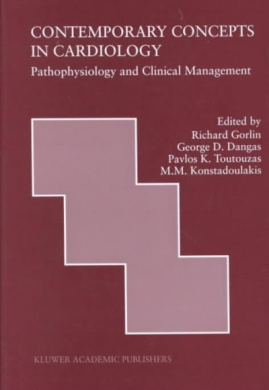 CONTEMPORARY CONCEPTS
IN CARDIOLOGY
Pathophysiology and Clinical Management
Edited by
Richard Gorlin
George D. Dangas
Pavlos K. Toutouzas
M.M. Konstadoulakis
KLUWER ACADEMIC PUBLISHERS